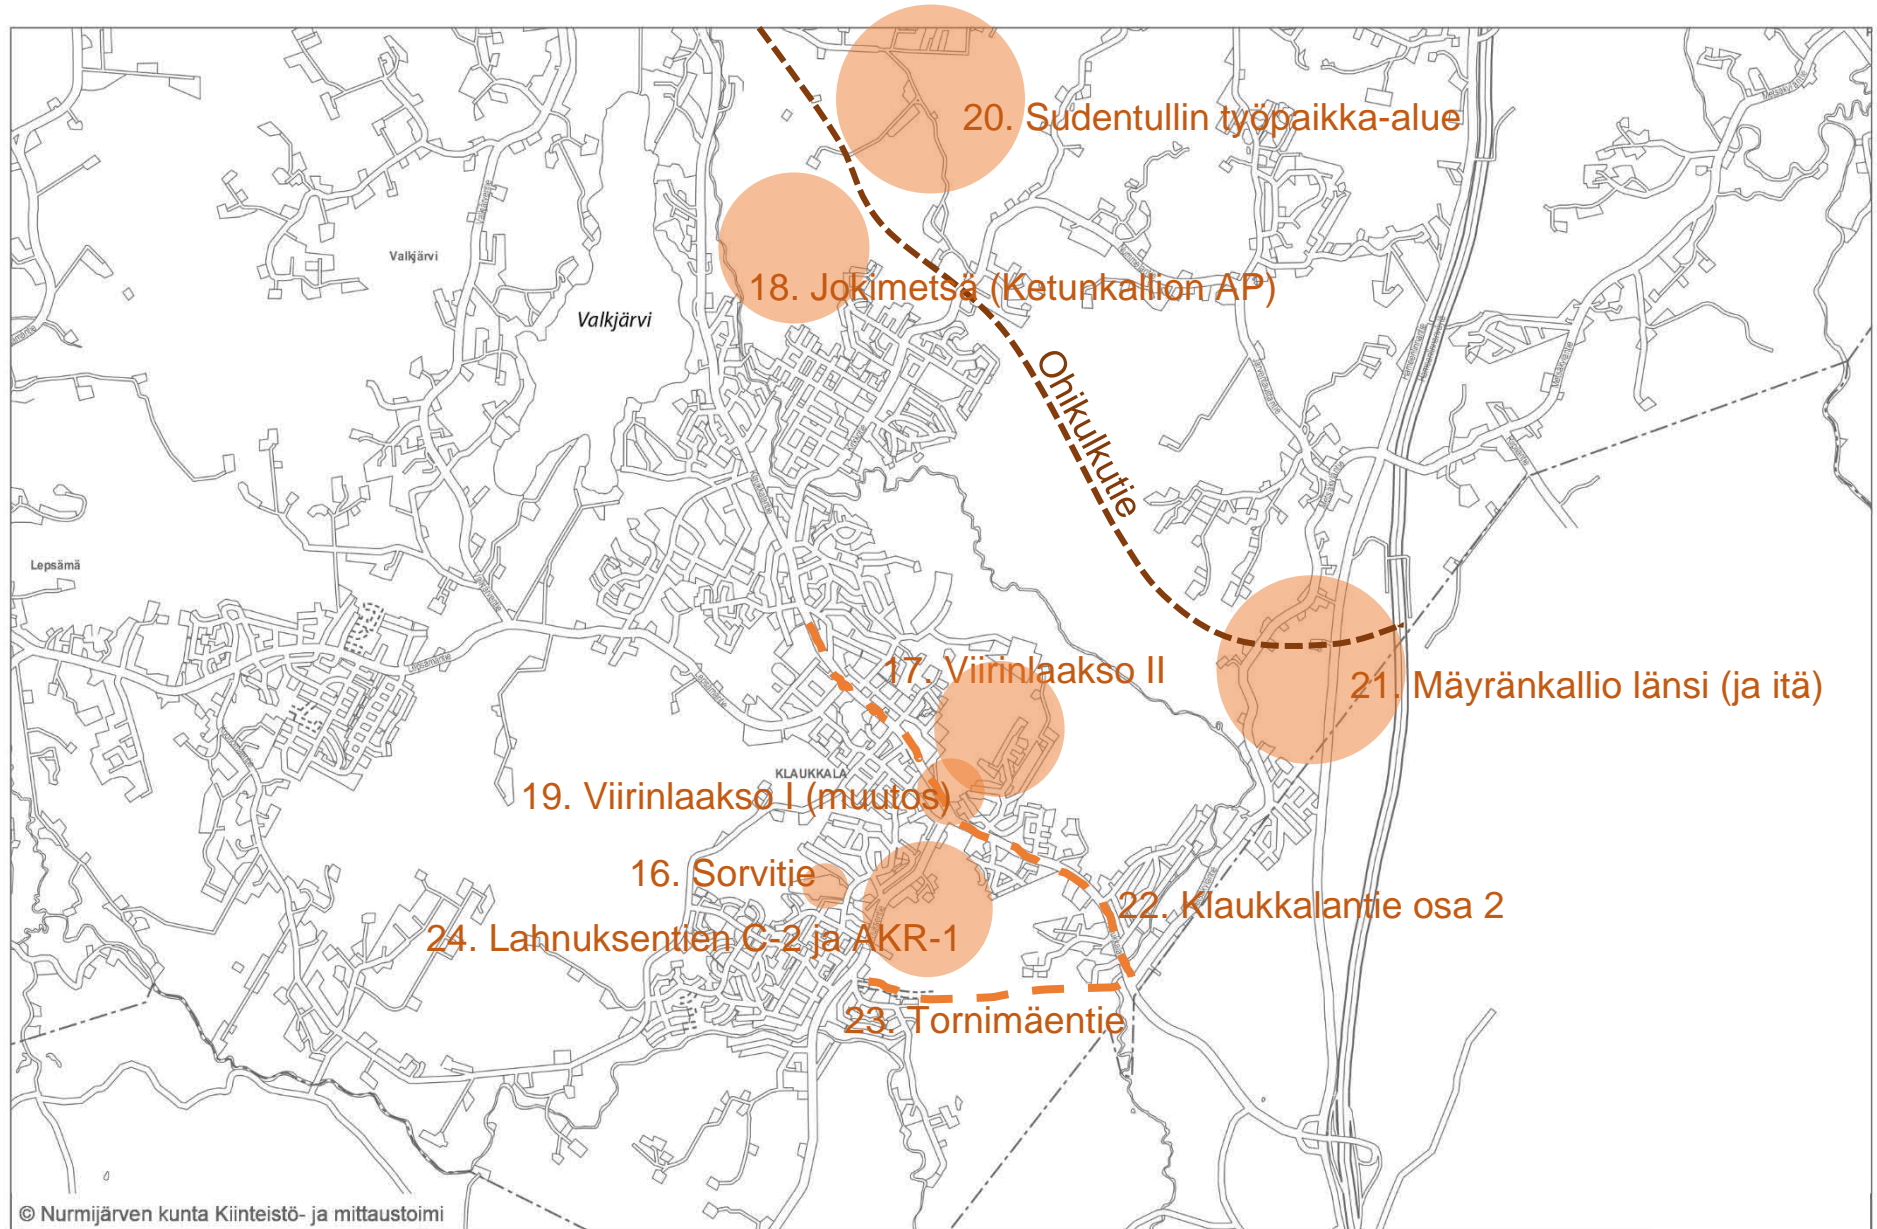 20. Sudentullin työpaikka-alue
Valkjärvi
18. Jokimetsä (Ketunkallion AP)
Valkjärvi
Ohikulkutie
Lepsämä
17. Viirinlaakso II
21. Mäyränkallio länsi (ja itä)
KLAUKKALA
19. Viirinlaakso I (muutos)
16. Sorvitie
22. Klaukkalantie osa 2
24. Lahnuksentien C-2 ja AKR-1
23. Tornimäentie
© Nurmijärven kunta Kiinteistö- ja mittaustoimi